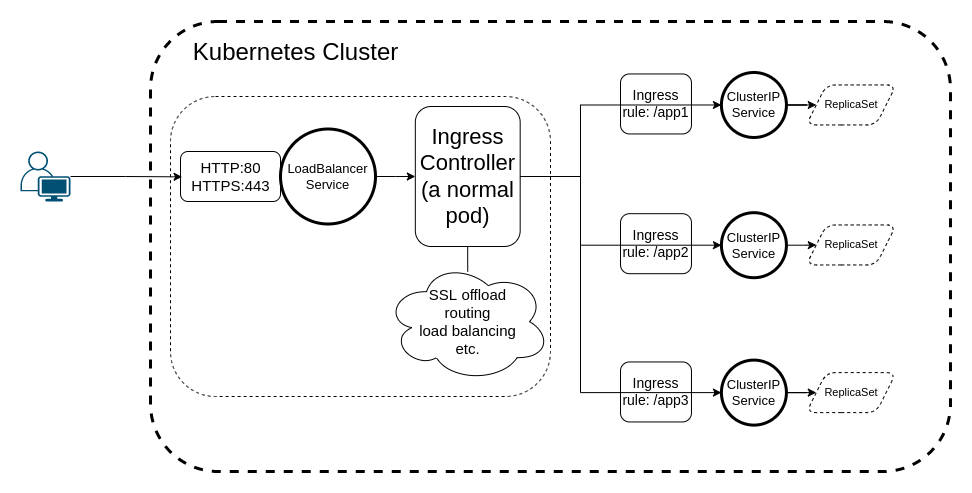 Kubernetes Cluster
HTTP:80
HTTPS:443
LoadBalancer
Service
Ingress
Controller
(a normal
pod)
SSL offload
routing
load balancing
etc.
Ingress
rule: /app1
ClusterIP
Service
ReplicaSet
Ingress
rule: /app2
ClusterIP
Service
ReplicaSet
Ingress
rule: /app3
ClusterIP
Service
ReplicaSet